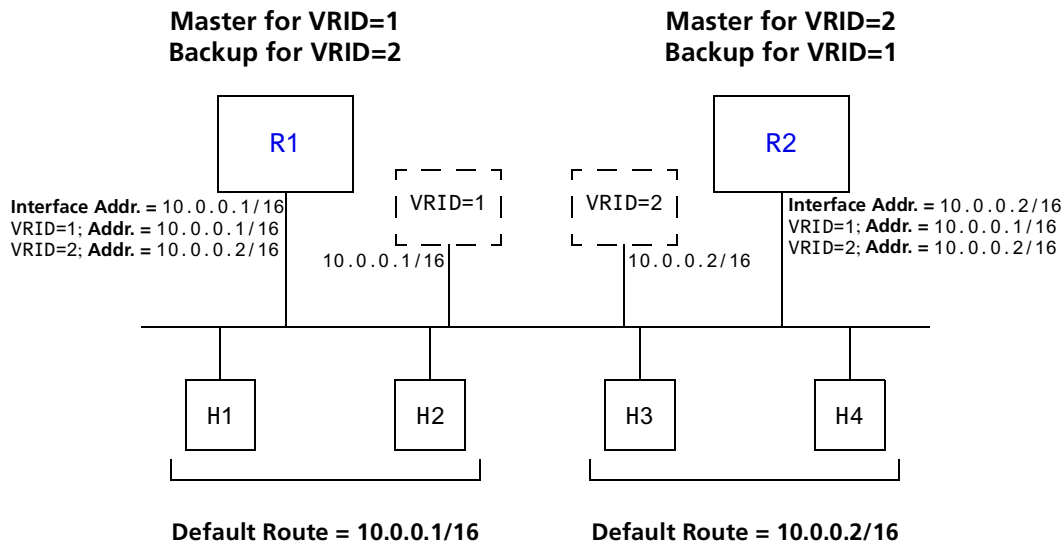 Master for VRID=1
Backup for VRID=2
Master for VRID=2
Backup for VRID=1
R1
R2
VRID=1
VRID=2
Interface Addr. = 10.0.0.1/16
VRID=1; Addr. = 10.0.0.1/16
VRID=2; Addr. = 10.0.0.2/16
Interface Addr. = 10.0.0.2/16
VRID=1; Addr. = 10.0.0.1/16
VRID=2; Addr. = 10.0.0.2/16
10.0.0.1/16
10.0.0.2/16
H1
H2
H3
H4
Default Route = 10.0.0.1/16
Default Route = 10.0.0.2/16